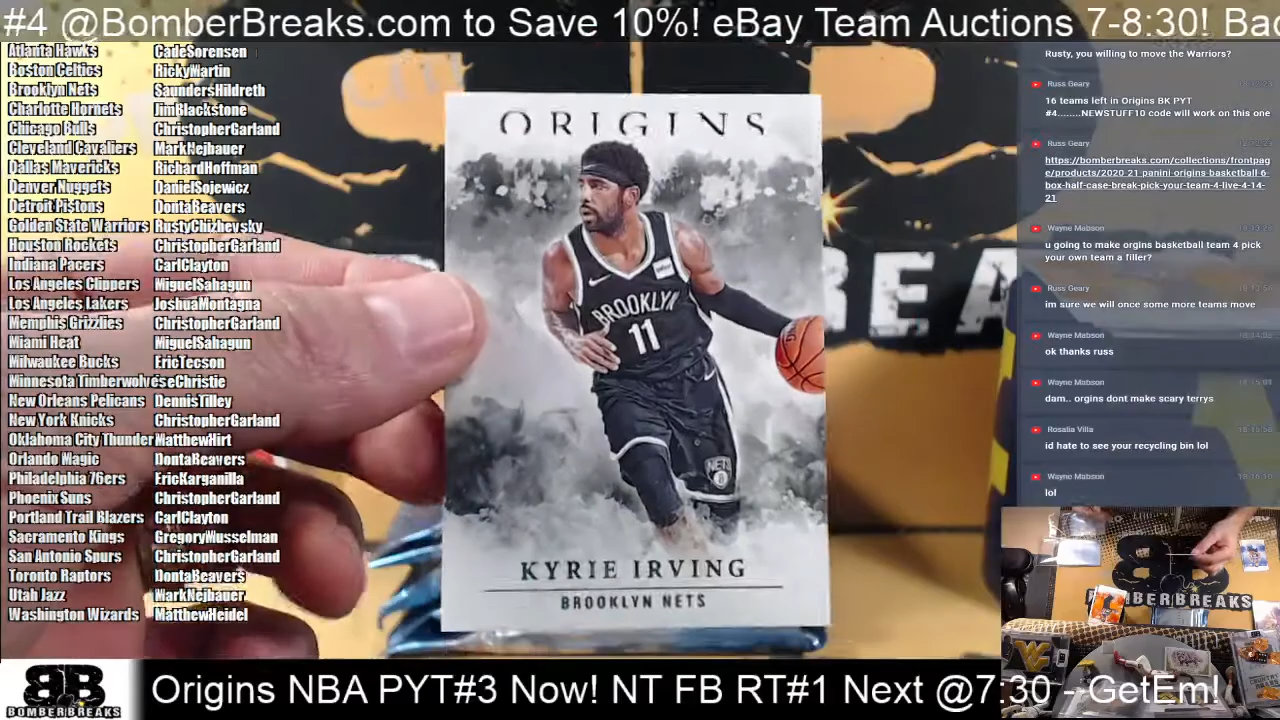 #4 @BomberBreaks.com to Save 10%! eBay Team Auctions 7-8:30! Bac
Atlanta Hawks CadeSorensen
Boston Celtics RickyMartin
Brooklyn Nets SaundersHildreth
Charlotte Hornets JimBlackstone
Chicago Bulls ChristopherGarland
Cleveland Cavaliers MarkNejbauer
Dallas Mavericks RichardHoffman
Denver Nuggets DanielSojewicz
Detroit Pistons DontaBeavers
Golden State Warriors RustyChizhevsky
Houston Rockets ChristopherGarland
Indiana Pacers CarlClayton
Los Angeles Clippers MiguelSahagun
Los Angeles Lakers JoshuaMontagna
Memphis Grizzlies ChristopherGarland
Miami Heat MiguelSahagun
Milwaukee Bucks EricTecson
Minnesota Timberwolves eChristie
New Orleans Pelicans DennisTilley
New York Knicks ChristopherGarland
Oklahoma City Thunder MatthewHirt
Orlando Magic DontaBeavers
Philadelphia 76ers EricKarganilla
Phoenix Suns ChristopherGarland
Portland Trail Blazers CarlClayton
Sacramento Kings GregoryMusselman
San Antonio Spurs ChristopherGarland
Toronto Raptors DontaBeavers
Utah Jazz MarkNejbauer
Washington Wizards MatthewHeidel
ORIGINS
BROOKLYN
11
NETS
KYRIE IRVING
BROOKLYN NETS
BREA
Rusty, you willing to move the Warriors?
Russ Geary
16 teams left in Origins BK PYT
#4........NEWSTUFF10 code will work on this one
Russ Geary
https://bomberbreaks.com/collections/frontpag
e/products/2020-21-panini-origins-basketball-6-
box-half-case-break-pick-your-team-4-live-4-14-
21
Wayne Mabson
u going to make orgins basketball team 4 pick
your own team a filler?
Russ Geary
im sure we will once some more teams move
Wayne Mabson
ok thanks russ
Wayne Mabson
dam.. orgins dont make scary terrys
Rosalia Villa
id hate to see your recycling bin lol
Wayne Mabson
lol
BOMBERBREAKS
BB
BOMBERBREAKS
Origins NBA PYT#3 Now! NT FB RT#1 Next @7:30 - GetEm!